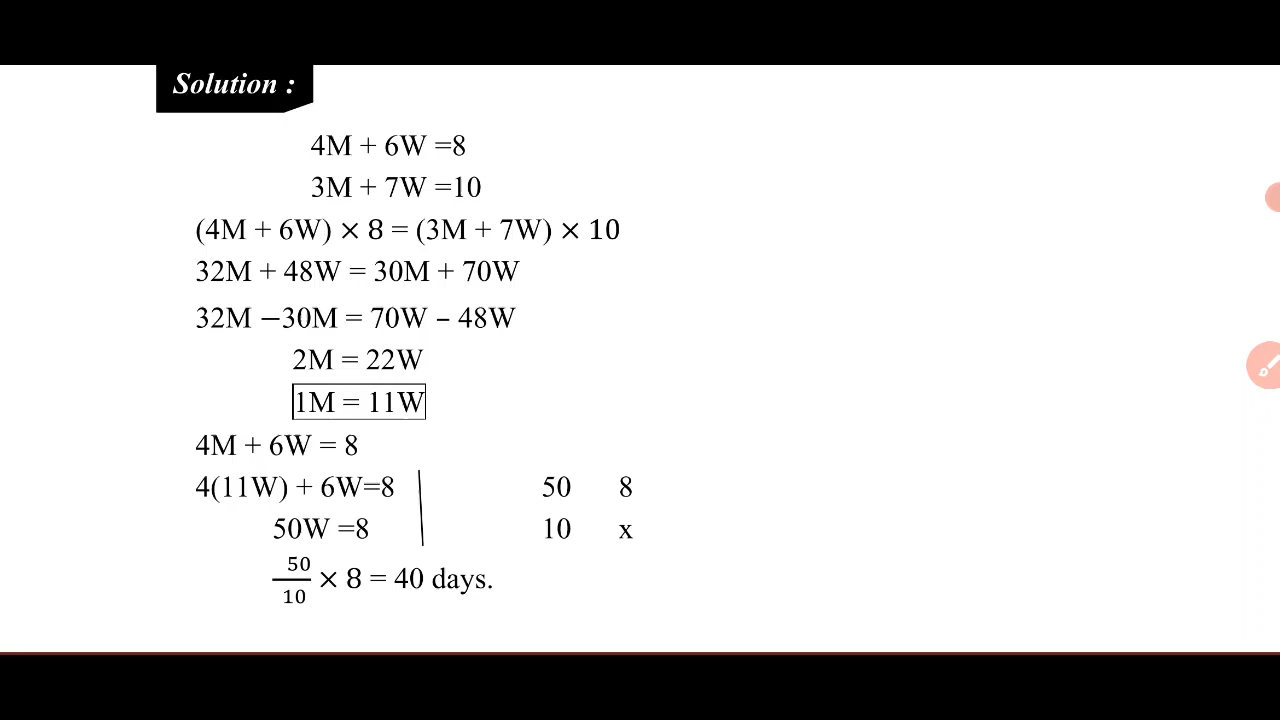 Solution :
4M + 6W =8
3M + 7W =10
(4M + 6W) × 8 = (3M + 7W) × 10
32M + 48W = 30M + 70W
32M −30M = 70W – 48W
2M = 22W
1M = 11W
4M + 6W = 8
4(11W) + 6W=8 50 8
50W =8 10 x
50/10 × 8 = 40 days.